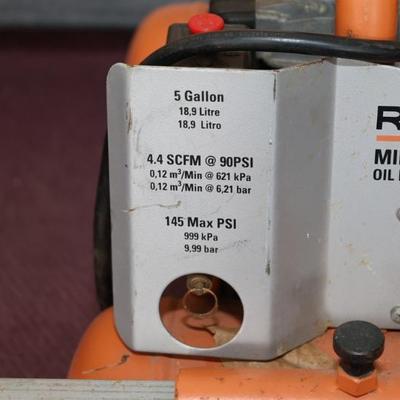 5 Gallon
18,9 Litre
18,9 Litro
4.4 SCFM @ 90PSI
0,12 m³/Min @ 621 kPa
0,12 m³/Min @ 6,21 bar
145 Max PSI
999 kPa
9,99 bar
OIL